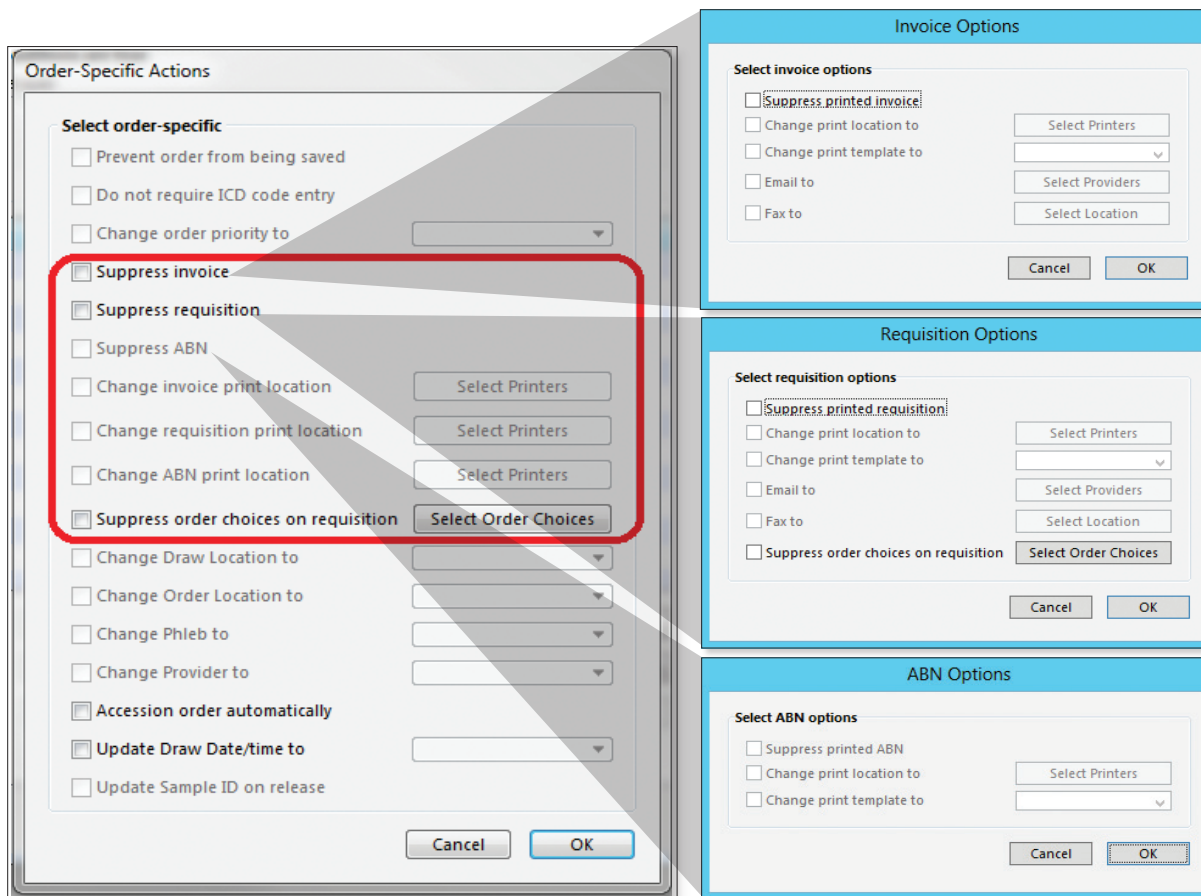 Order-Specific Actions
Select order-specific
Prevent order from being saved
Do not require ICD code entry
Change order priority to
Suppress invoice
Suppress requisition
Suppress ABN
Change invoice print location Select Printers
Change requisition print location Select Printers
Change ABN print location Select Printers
Suppress order choices on requisition Select Order Choices
Change Draw Location to
Change Order Location to
Change Phleb to
Change Provider to
Accession order automatically
Update Draw Date/time to
Update Sample ID on release
Cancel OK
Invoice Options
Select invoice options
Suppress printed invoice
Change print location to Select Printers
Change print template to
Email to Select Providers
Fax to Select Location
Cancel OK
Requisition Options
Select requisition options
Suppress printed requisition
Change print location to Select Printers
Change print template to
Email to Select Providers
Fax to Select Location
Suppress order choices on requisition Select Order Choices
Cancel OK
ABN Options
Select ABN options
Suppress printed ABN
Change print location to Select Printers
Change print template to
Cancel OK